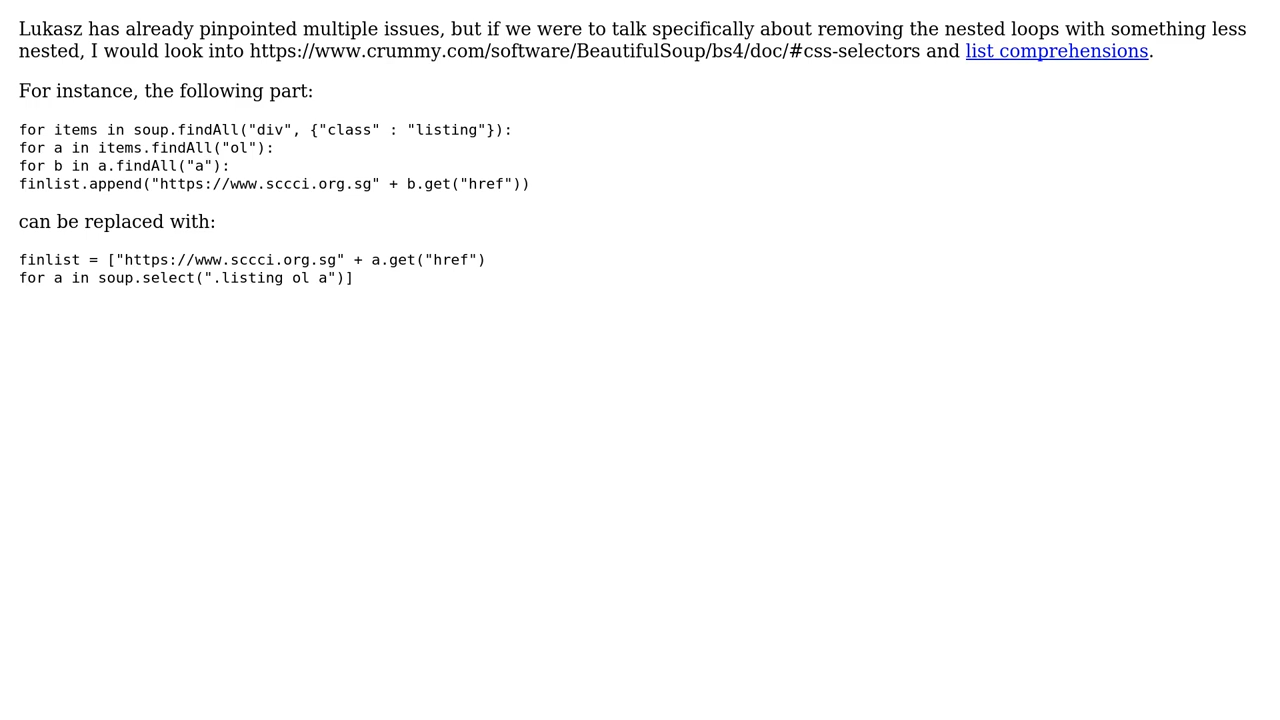 Lukasz has already pinpointed multiple issues, but if we were to talk specifically about removing the nested loops with something less
nested, I would look into https://www.crummy.com/software/BeautifulSoup/bs4/doc/#css-selectors and list comprehensions.
For instance, the following part:
for items in soup.findAll("div", {"class" : "listing"}):
for a in items.findAll("ol"):
for b in a.findAll("a"):
finlist.append("https://www.sccci.org.sg" + b.get("href"))
can be replaced with:
finlist = ["https://www.sccci.org.sg" + a.get("href")
for a in soup.select(".listing ol a")]